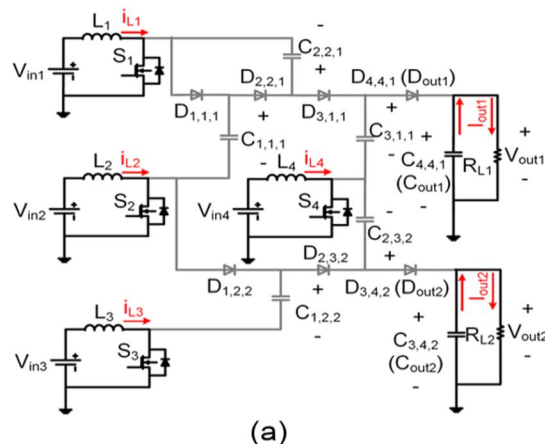 L1 iL1
Vin1 + S1
- C2,2,1 +
D1,1,1 D2,2,1 D3,1,1 D4,4,1 (Dout1)
C1,1,1 + -
C3,1,1 + -
C4,4,1 (Cout1) + -
RL1 Iout1 Vout1 + -
L2 iL2
Vin2 + S2
L4 iL4
Vin4 + S4
C2,3,2 - +
D1,2,2 D2,3,2 D3,4,2 (Dout2)
C1,2,2 + -
L3 iL3
Vin3 + S3
C3,4,2 (Cout2) + -
RL2 Iout2 Vout2 + -
(a)